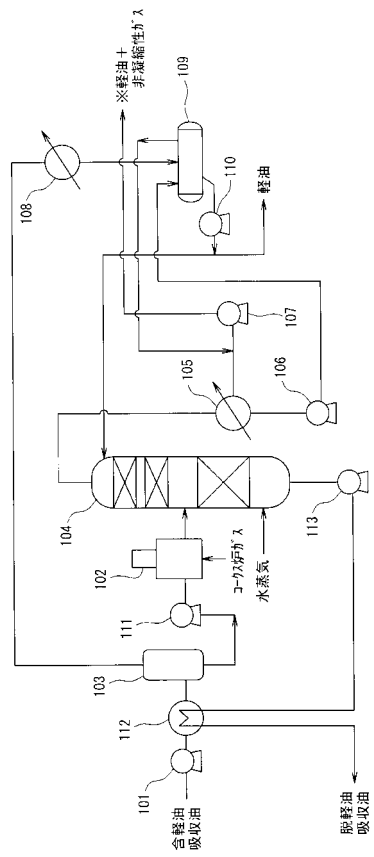 108
※軽油+
非凝縮性ガス
109
110
軽油
107
105
106
104
113
102
111
コークス炉ガス
水蒸気
103
112
101
含軽油
吸収油
脱軽油
吸収油